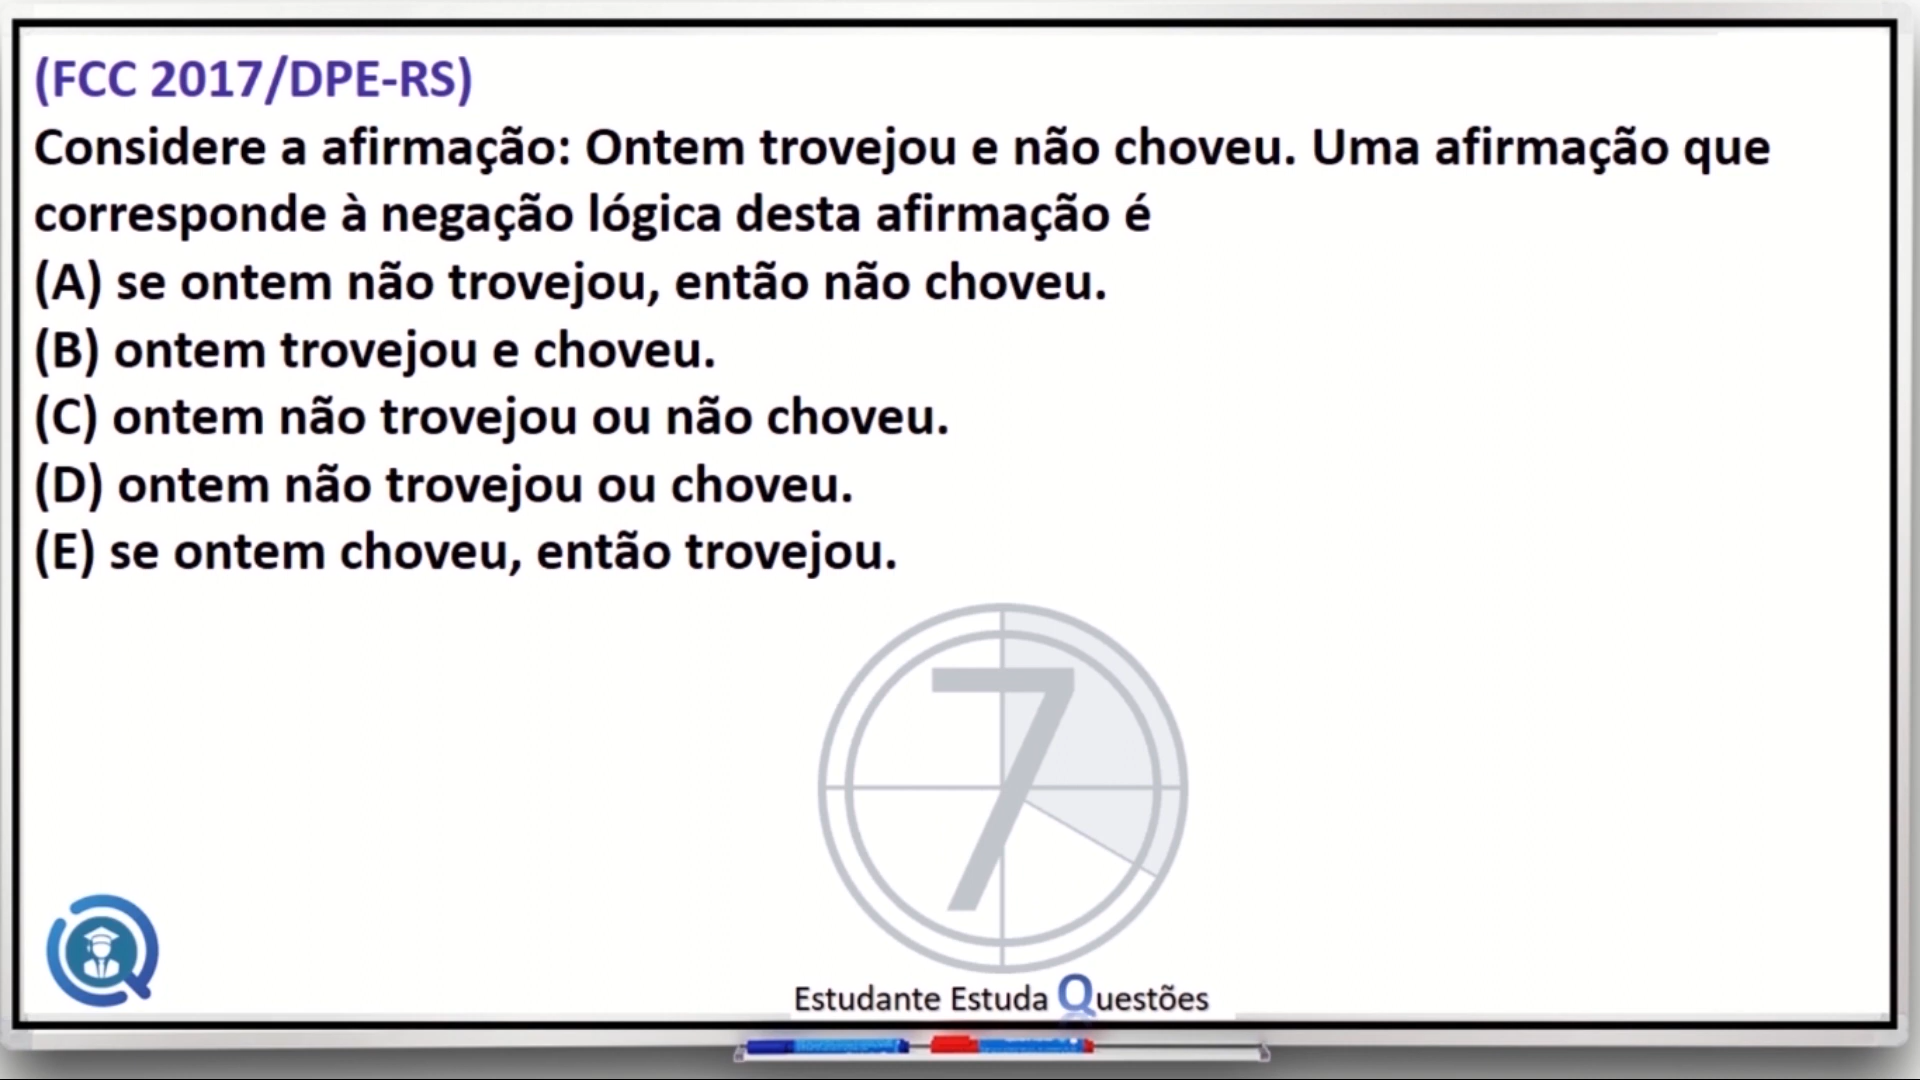 (FCC 2017/DPE-RS)
Considere a afirmação: Ontem trovejou e não choveu. Uma afirmação que
corresponde à negação lógica desta afirmação é
(A) se ontem não trovejou, então não choveu.
(B) ontem trovejou e choveu.
(C) ontem não trovejou ou não choveu.
(D) ontem não trovejou ou choveu.
(E) se ontem choveu, então trovejou.
7
Estudante Estuda Questões